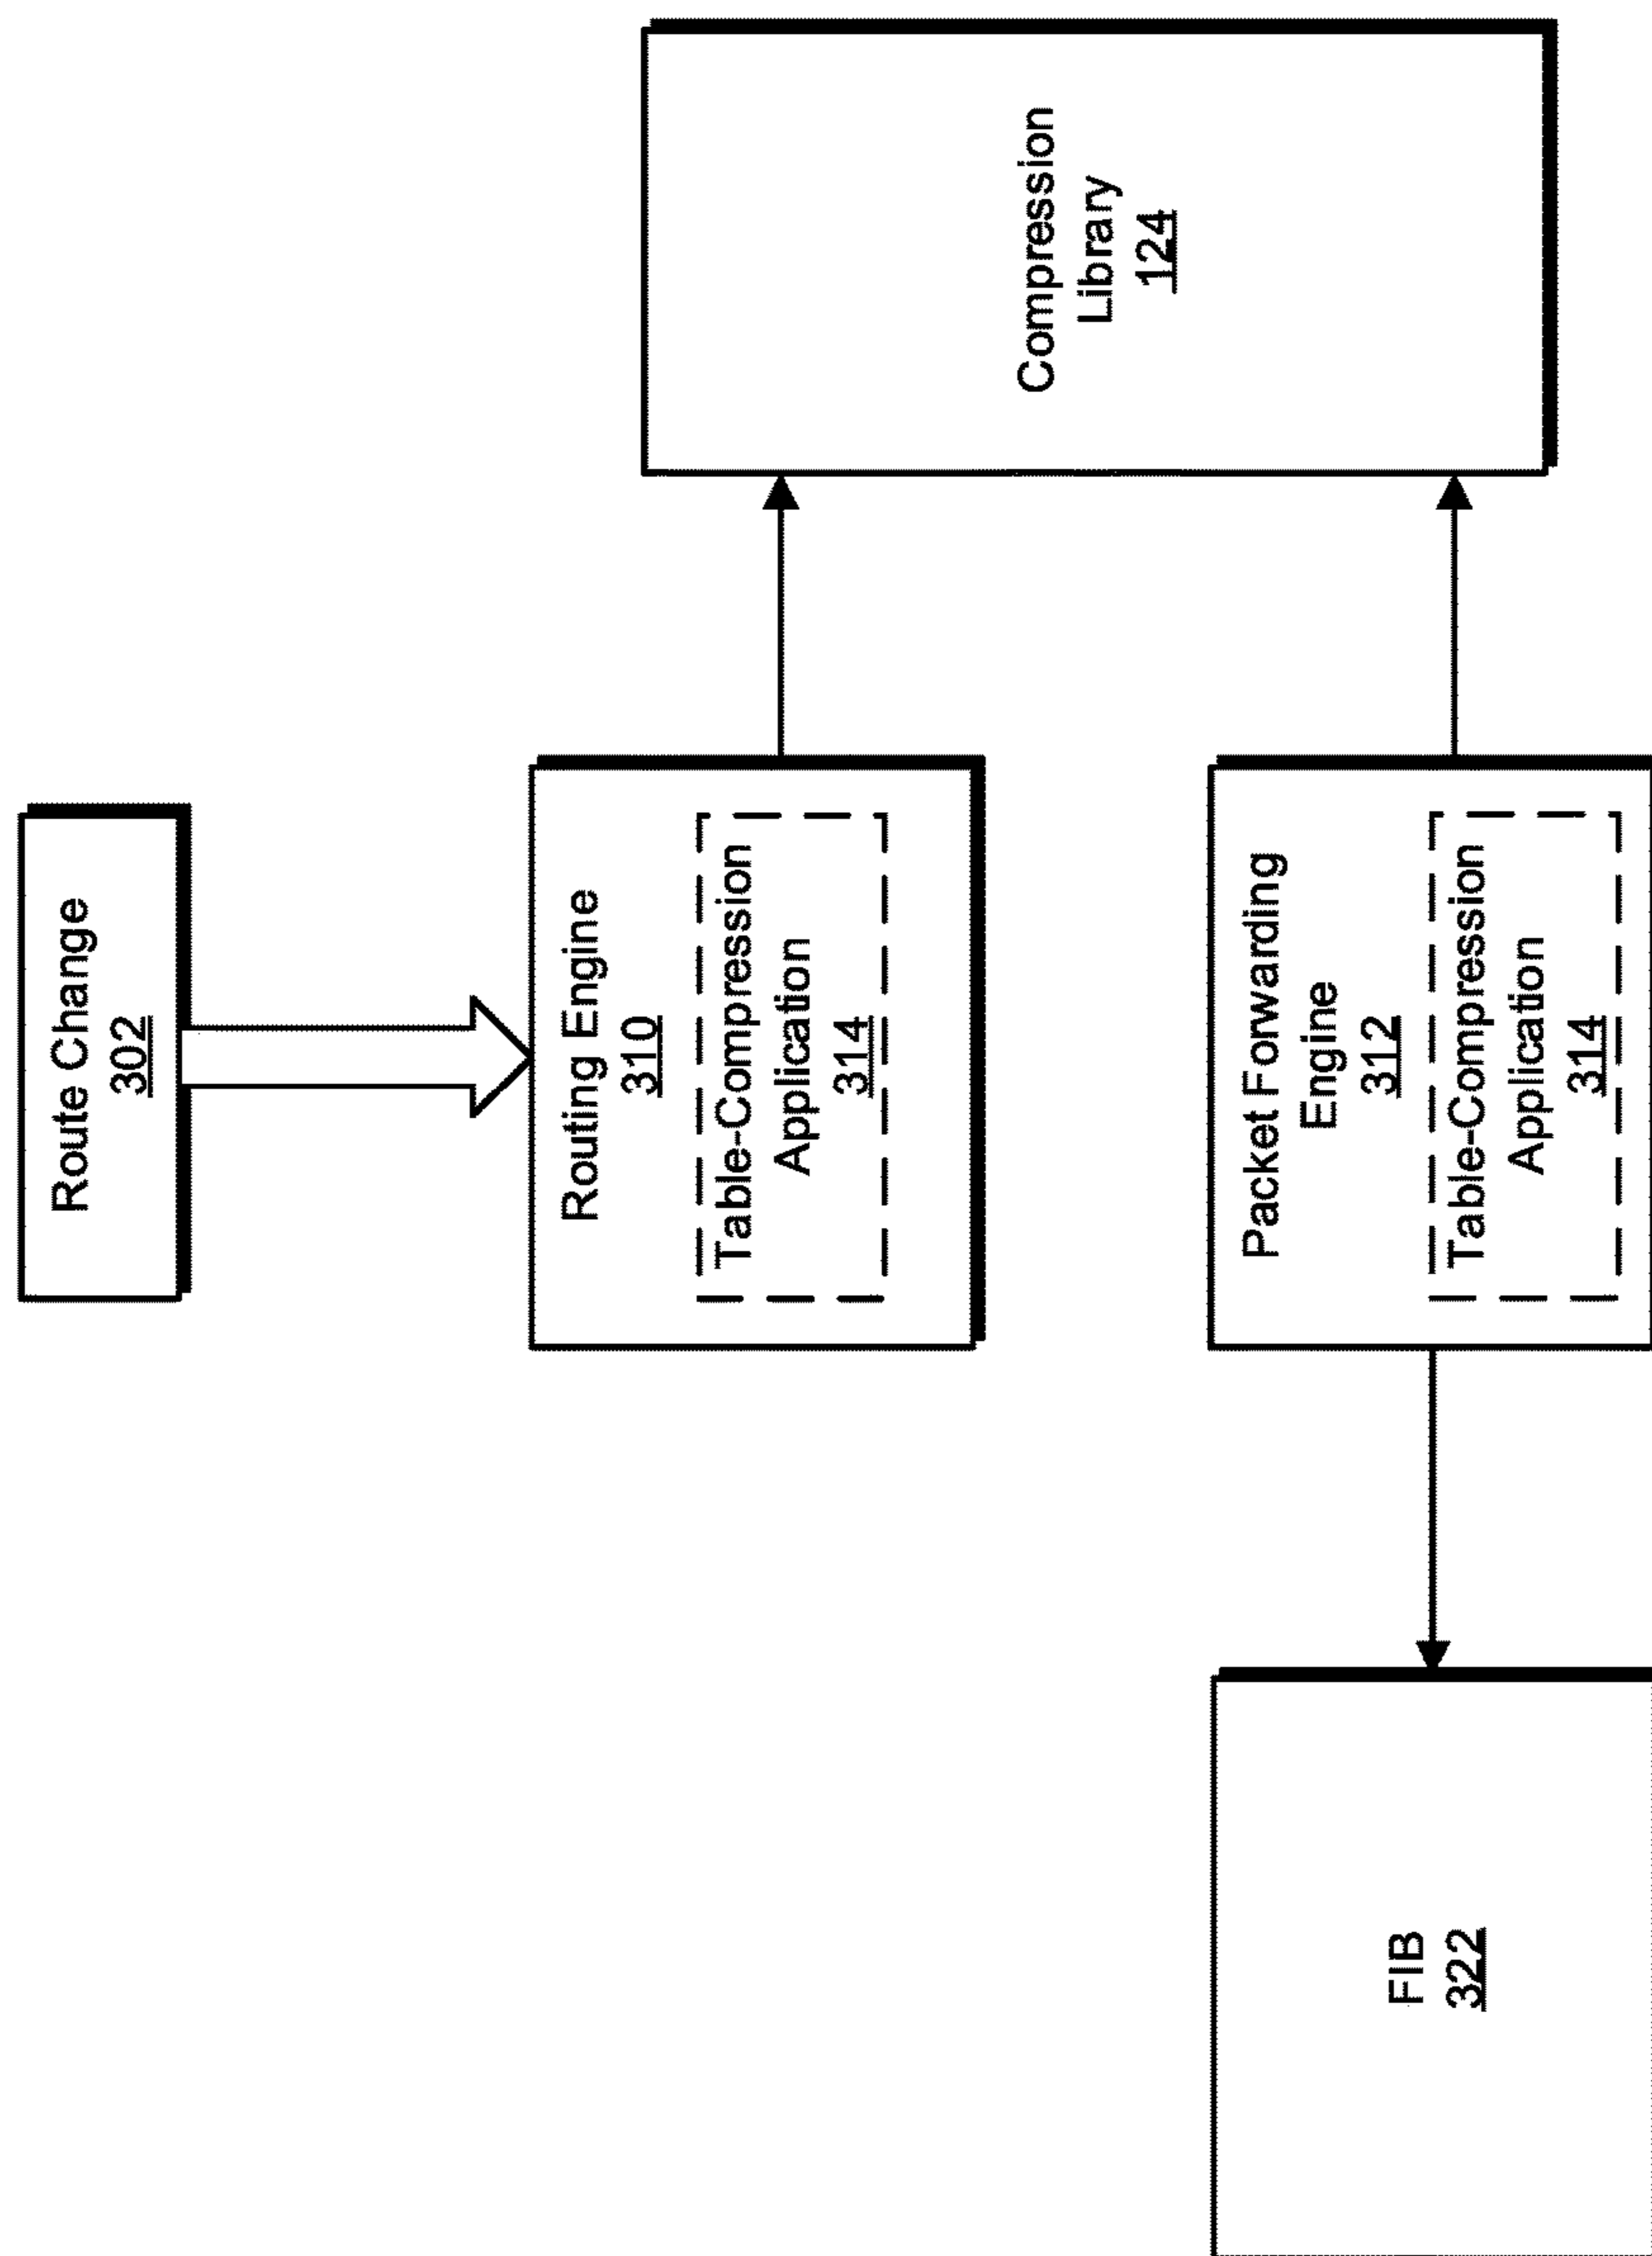 Route Change
302
Routing Engine
310
Table-Compression
Application
314
Compression
Library
124
Packet Forwarding
Engine
312
Table-Compression
Application
314
FIB
322